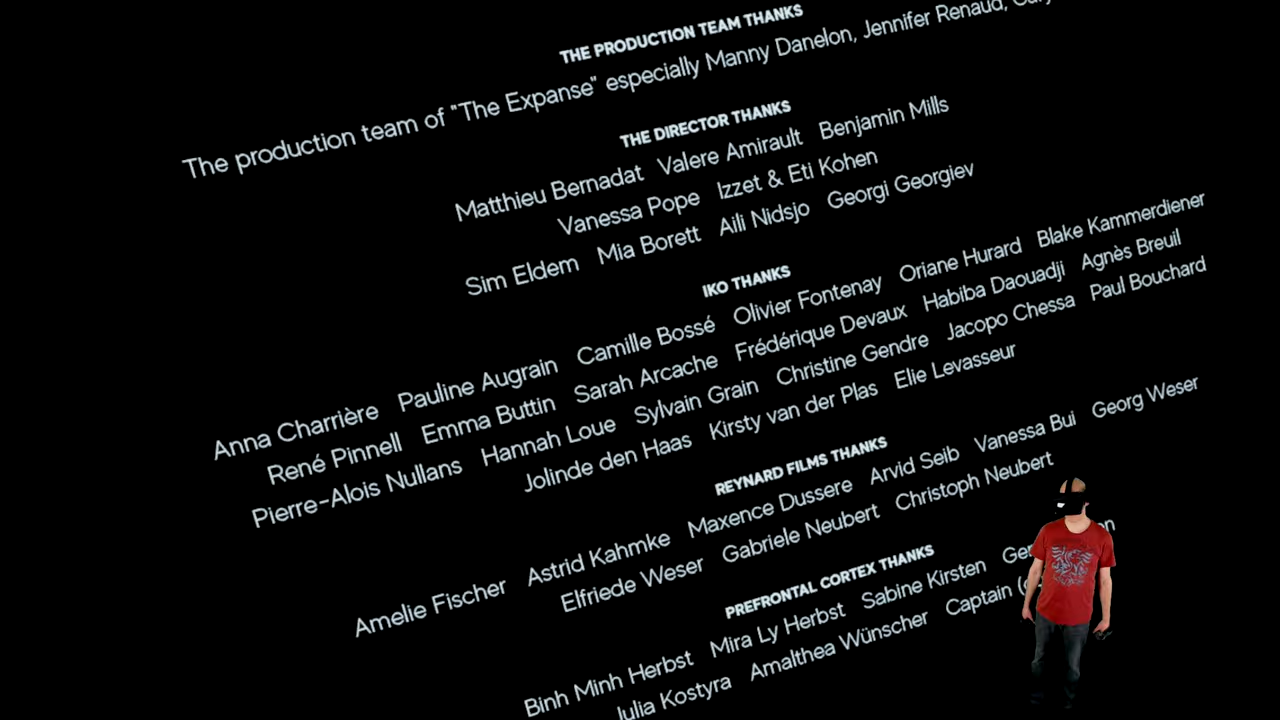 THE PRODUCTION TEAM THANKS
The production team of "The Expanse" especially Manny Danelon, Jennifer Renaud,
THE DIRECTOR THANKS
Matthieu Bernadat Valere Amirault Benjamin Mills
Vanessa Pope Izzet & Eti Kohen
Sim Eldem Mia Borett Aili Nidsjo Georgi Georgiev
IKO THANKS
Anna Charrière Pauline Augrain Camille Bossé Olivier Fontenay Oriane Hurard Blake Kammerdiener
René Pinnell Emma Buttin Sarah Arcache Frédérique Devaux Habiba Daouadji Agnès Breuil
Pierre-Alois Nullans Hannah Loue Sylvain Grain Christine Gendre Jacopo Chessa Paul Bouchard
Jolinde den Haas Kirsty van der Plas Elie Levasseur
REYNARD FILMS THANKS
Amelie Fischer Astrid Kahmke Maxence Dussere Arvid Seib Vanessa Bui Georg Weser
Elfriede Weser Gabriele Neubert Christoph Neubert
PREFRONTAL CORTEX THANKS
Binh Minh Herbst Mira Ly Herbst Sabine Kirsten
Julia Kostyra Amalthea Wünscher Captain